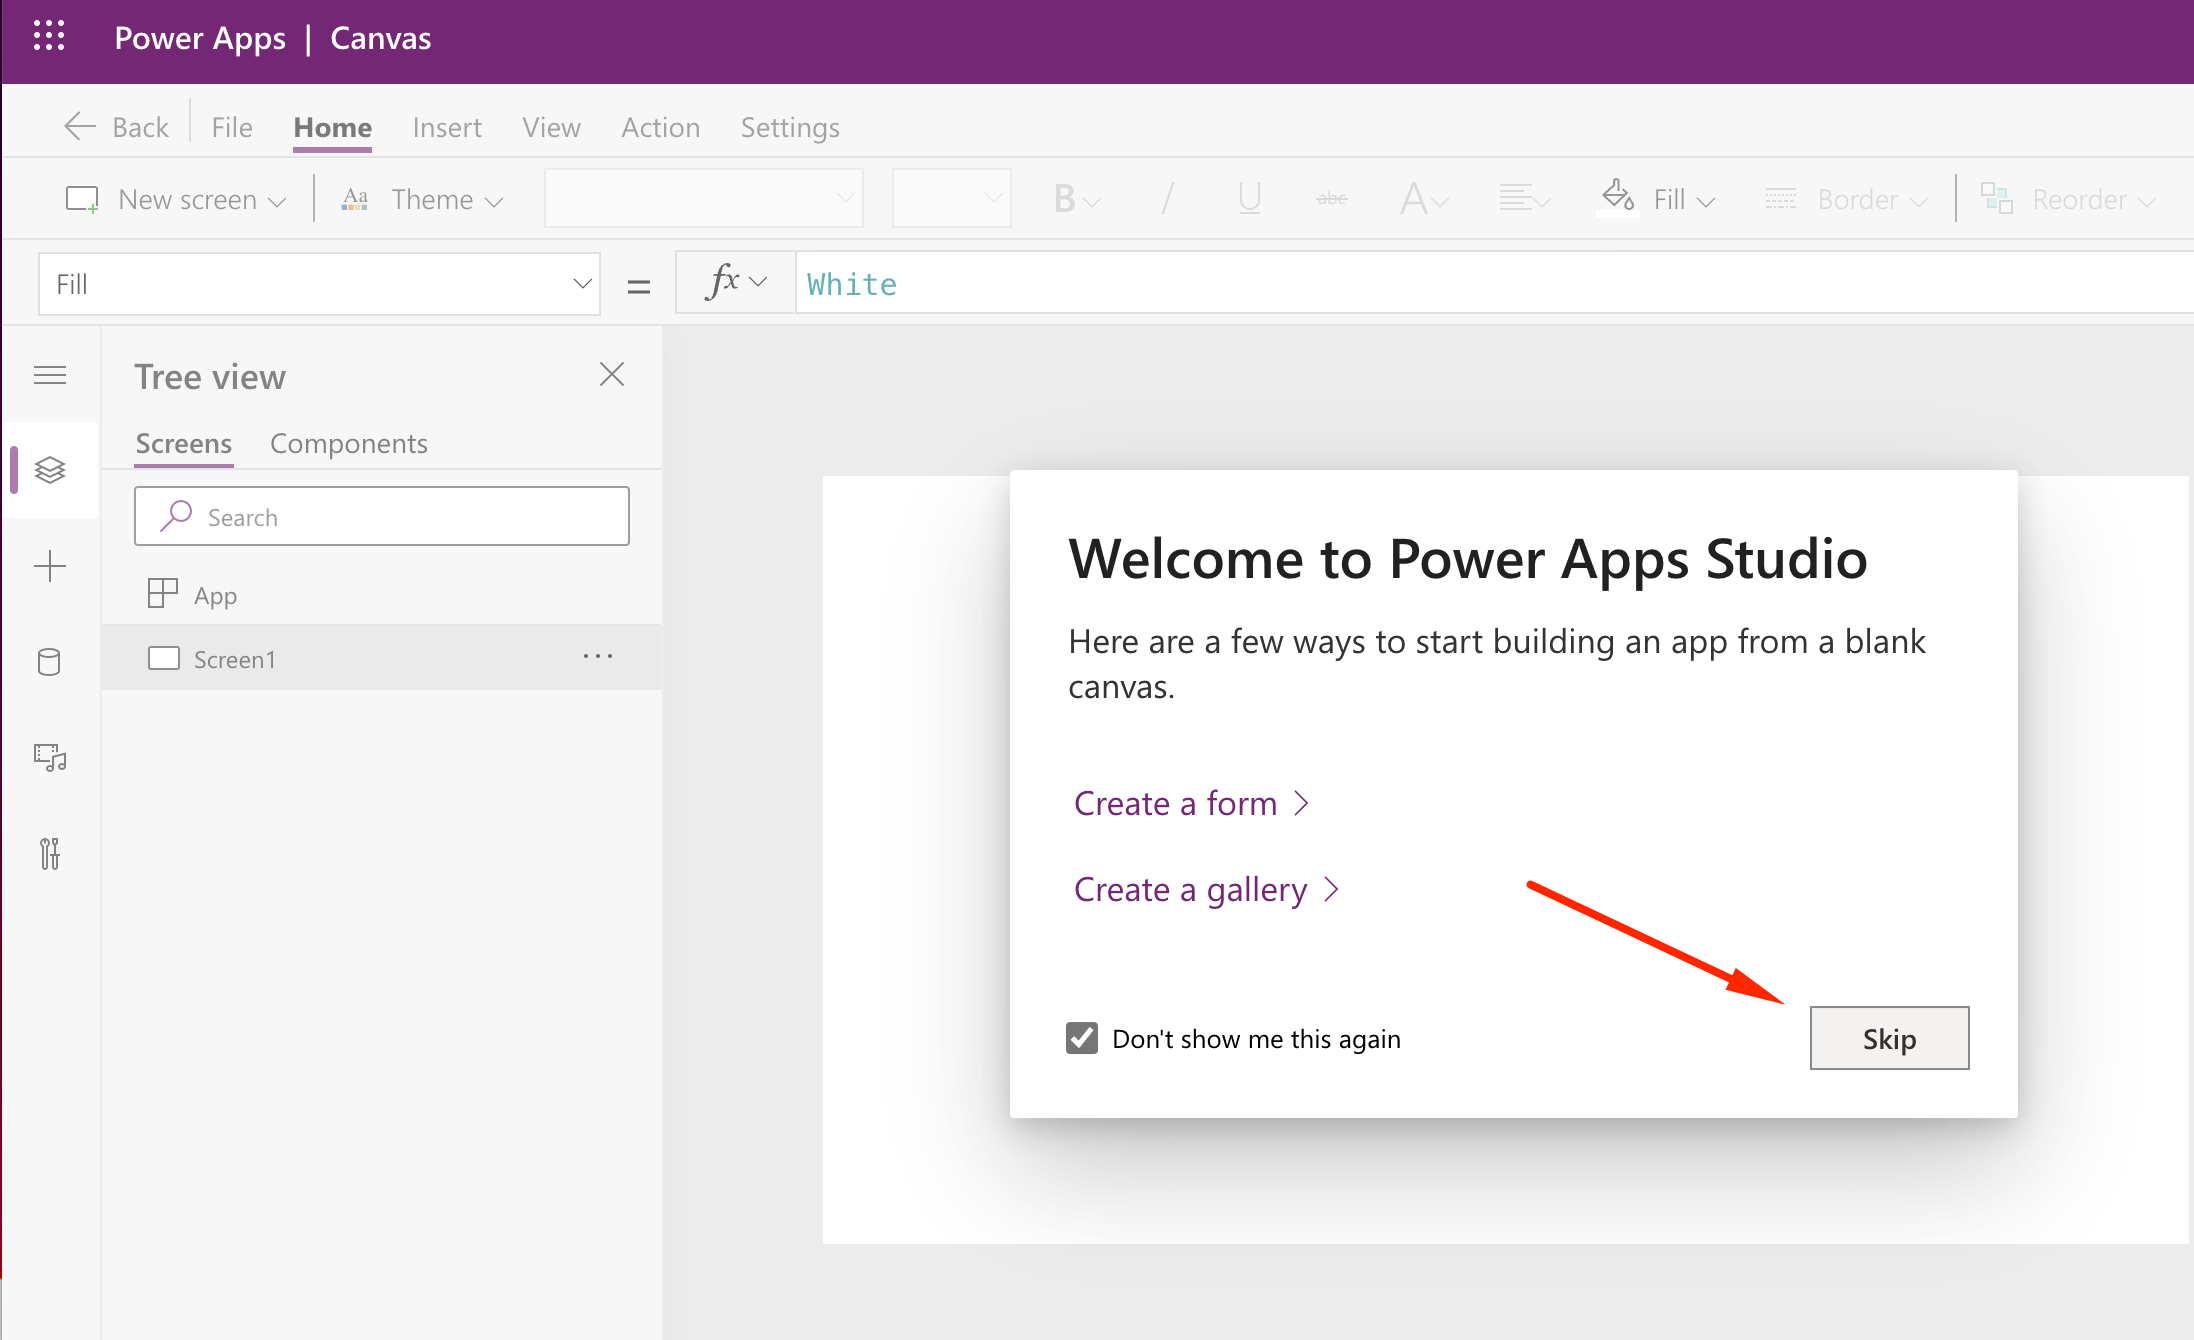 Power Apps | Canvas
Back File Home Insert View Action Settings
New screen Aa Theme B / U abc A Fill Border Reorder
Fill = fx White
Tree view
Screens Components
Search
App
Screen1 ...
Welcome to Power Apps Studio
Here are a few ways to start building an app from a blank
canvas.
Create a form >
Create a gallery >
Don't show me this again
Skip